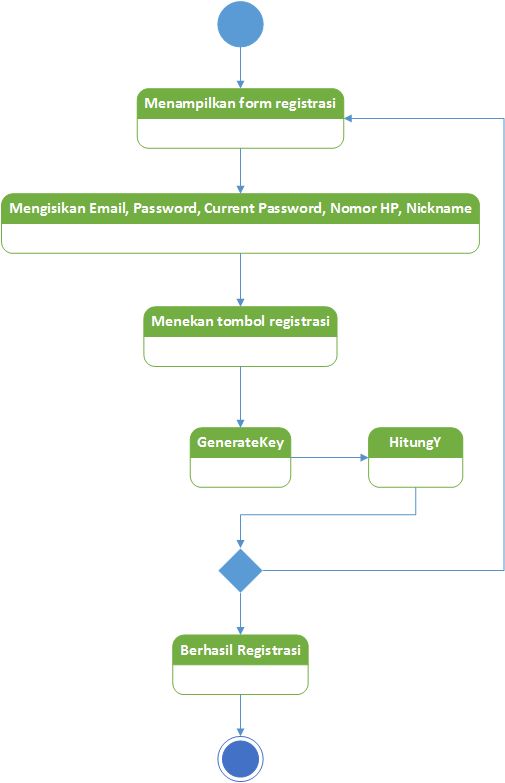 Menampilkan form registrasi
Mengisikan Email, Password, Current Password, Nomor HP, Nickname
Menekan tombol registrasi
GenerateKey
HitungY
Berhasil Registrasi